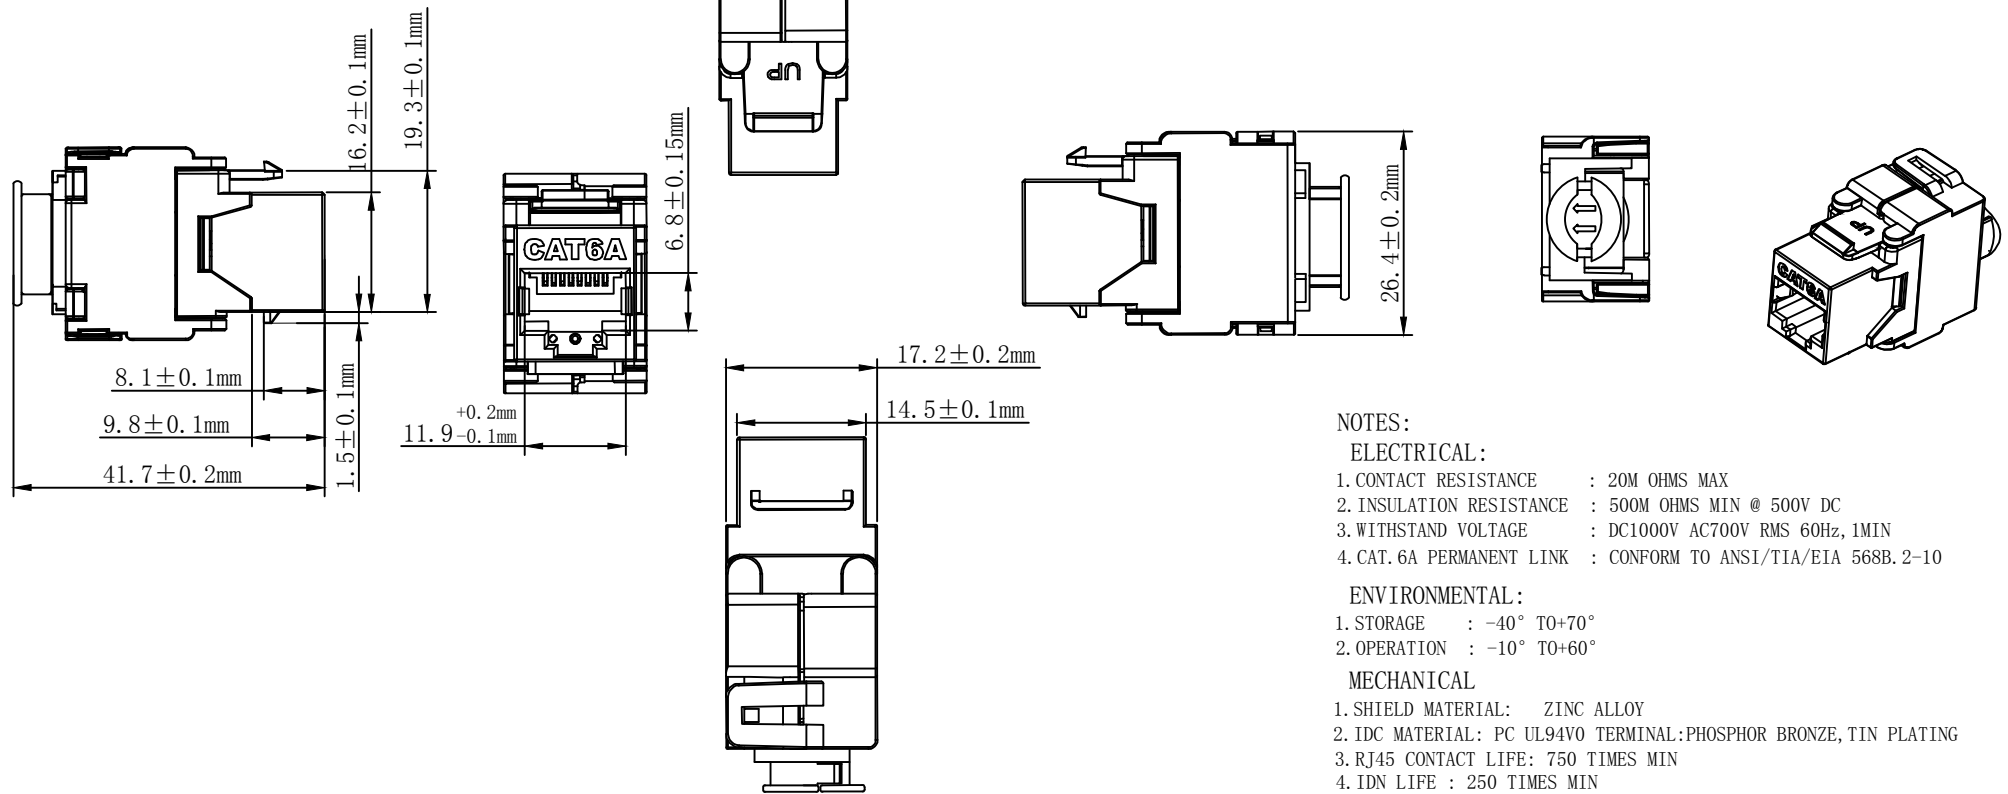 16.2±0.1mm
19.3±0.1mm
8.1±0.1mm
9.8±0.1mm
41.7±0.2mm
1.5±0.1mm
UP
CAT6A
6.8±0.15mm
+0.2mm
11.9-0.1mm
17.2±0.2mm
14.5±0.1mm
26.4±0.2mm
UP
CAT6A
NOTES:
ELECTRICAL:
1.CONTACT RESISTANCE : 20M OHMS MAX
2.INSULATION RESISTANCE : 500M OHMS MIN @ 500V DC
3.WITHSTAND VOLTAGE : DC1000V AC700V RMS 60Hz,1MIN
4.CAT.6A PERMANENT LINK : CONFORM TO ANSI/TIA/EIA 568B.2-10
ENVIRONMENTAL:
1.STORAGE : -40° TO+70°
2.OPERATION : -10° TO+60°
MECHANICAL
1.SHIELD MATERIAL: ZINC ALLOY
2.IDC MATERIAL: PC UL94V0 TERMINAL:PHOSPHOR BRONZE,TIN PLATING
3.RJ45 CONTACT LIFE: 750 TIMES MIN
4.IDN LIFE : 250 TIMES MIN